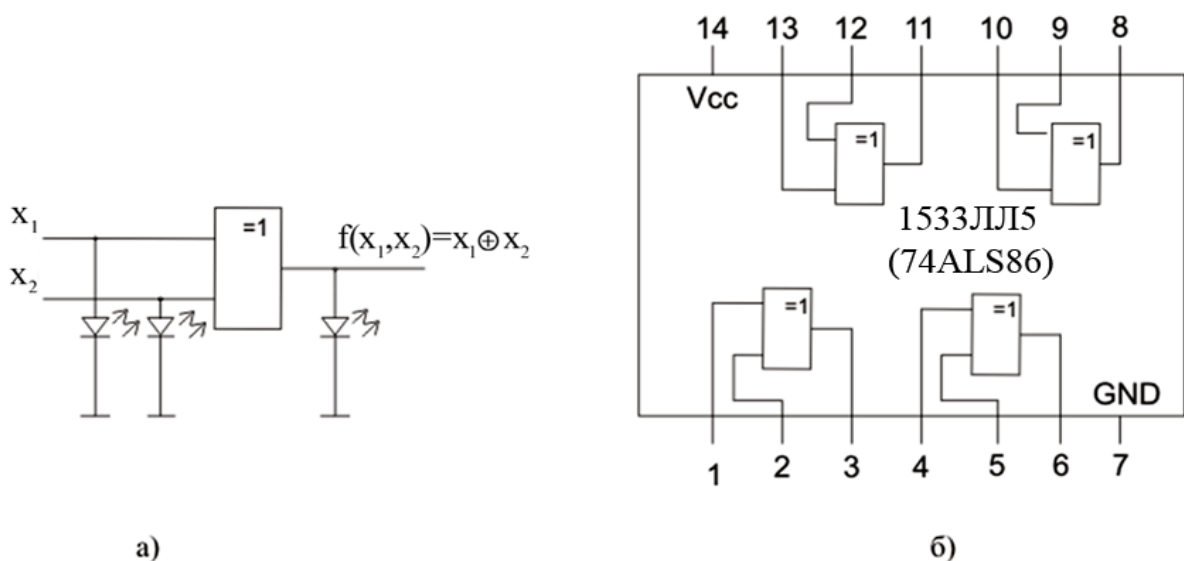 x₁
x₂
=1
f(x₁,x₂)=x₁⊕x₂
а)
14 13 12 11 10 9 8
Vcc
=1 =1
1533ЛЛ5
(74ALS86)
=1 =1
GND
1 2 3 4 5 6 7
б)